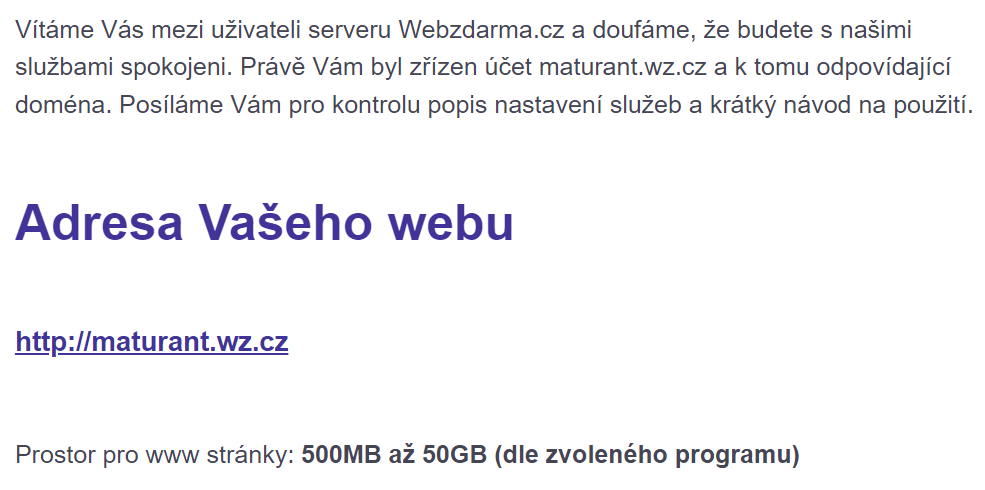 Vítáme Vás mezi uživateli serveru Webzdarma.cz a doufáme, že budete s našimi
službami spokojeni. Právě Vám byl zřízen účet maturant.wz.cz a k tomu odpovídající
doména. Posíláme Vám pro kontrolu popis nastavení služeb a krátký návod na použití.
Adresa Vašeho webu
http://maturant.wz.cz
Prostor pro www stránky: 500MB až 50GB (dle zvoleného programu)